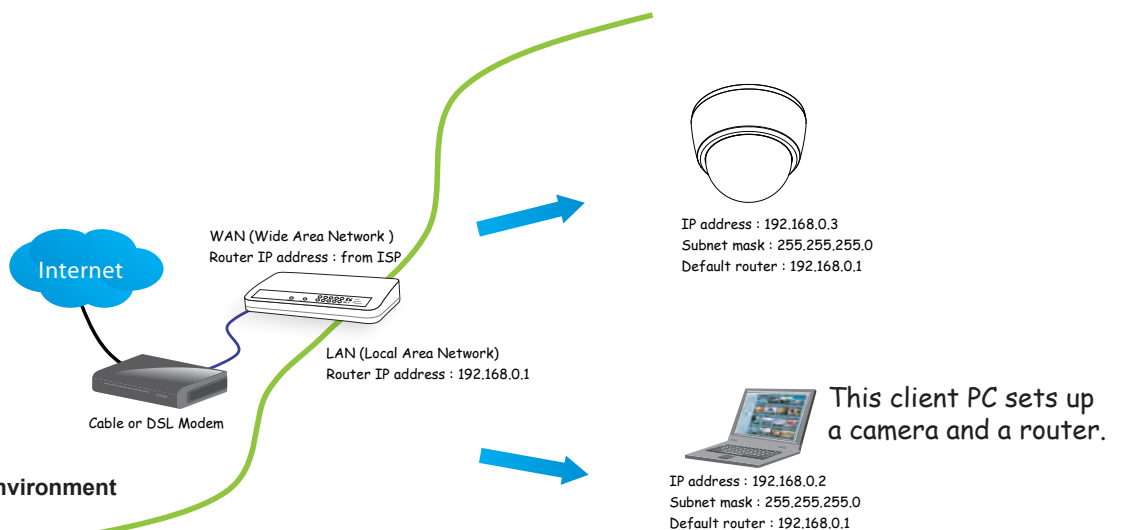 IP address : 192.168.0.3
Subnet mask : 255.255.255.0
Default router : 192.168.0.1
WAN (Wide Area Network )
Router IP address : from ISP
Internet
LAN (Local Area Network)
Router IP address : 192.168.0.1
Cable or DSL Modem
This client PC sets up
a camera and a router.
IP address : 192.168.0.2
Subnet mask : 255.255.255.0
Default router : 192.168.0.1